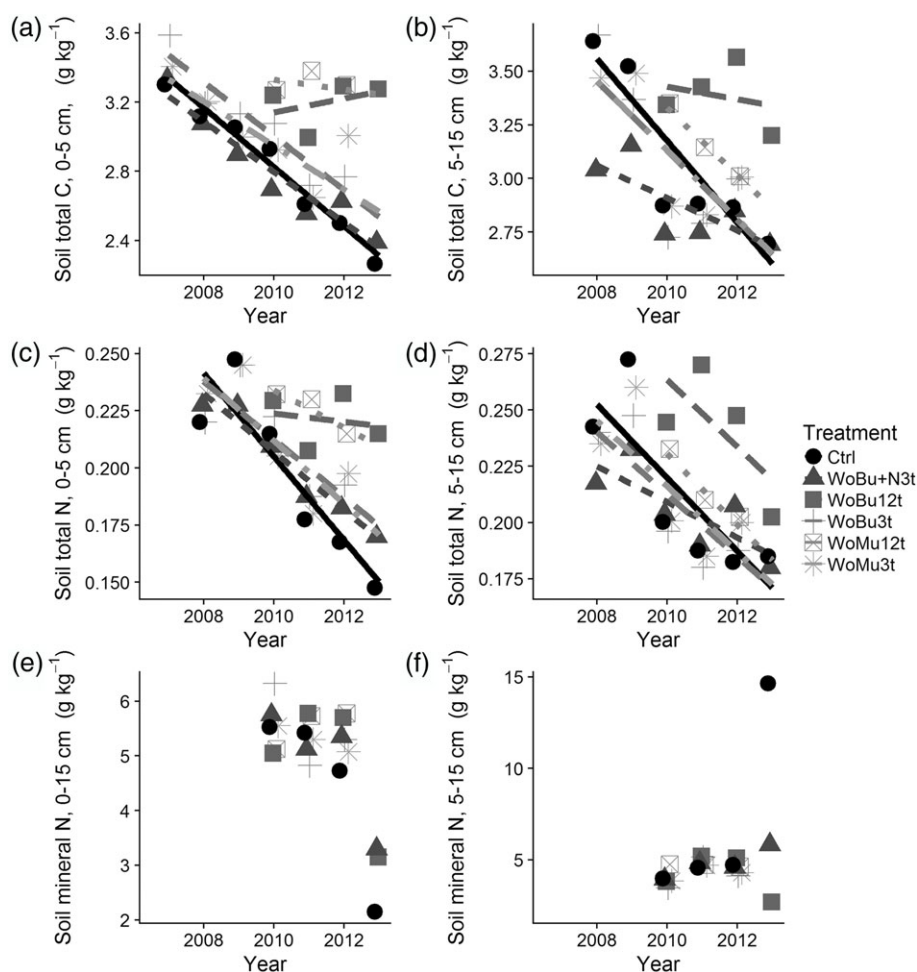 (a)
Soil total C, 0-5 cm, (g kg⁻¹)
3.6
3.2
2.8
2.4
2008 2010 2012
Year
(b)
Soil total C, 5-15 cm, (g kg⁻¹)
3.50
3.25
3.00
2.75
2008 2010 2012
Year
(c)
Soil total N, 0-5 cm (g kg⁻¹)
0.250
0.225
0.200
0.175
0.150
2008 2010 2012
Year
(d)
Soil total N, 5-15 cm (g kg⁻¹)
0.275
0.250
0.225
0.200
0.175
2008 2010 2012
Year
Treatment
Ctrl
WoBu+N3t
WoBu12t
WoBu3t
WoMu12t
WoMu3t
(e)
Soil mineral N, 0-15 cm (g kg⁻¹)
6
5
4
3
2
2008 2010 2012
Year
(f)
Soil mineral N, 5-15 cm (g kg⁻¹)
15
10
5
2008 2010 2012
Year